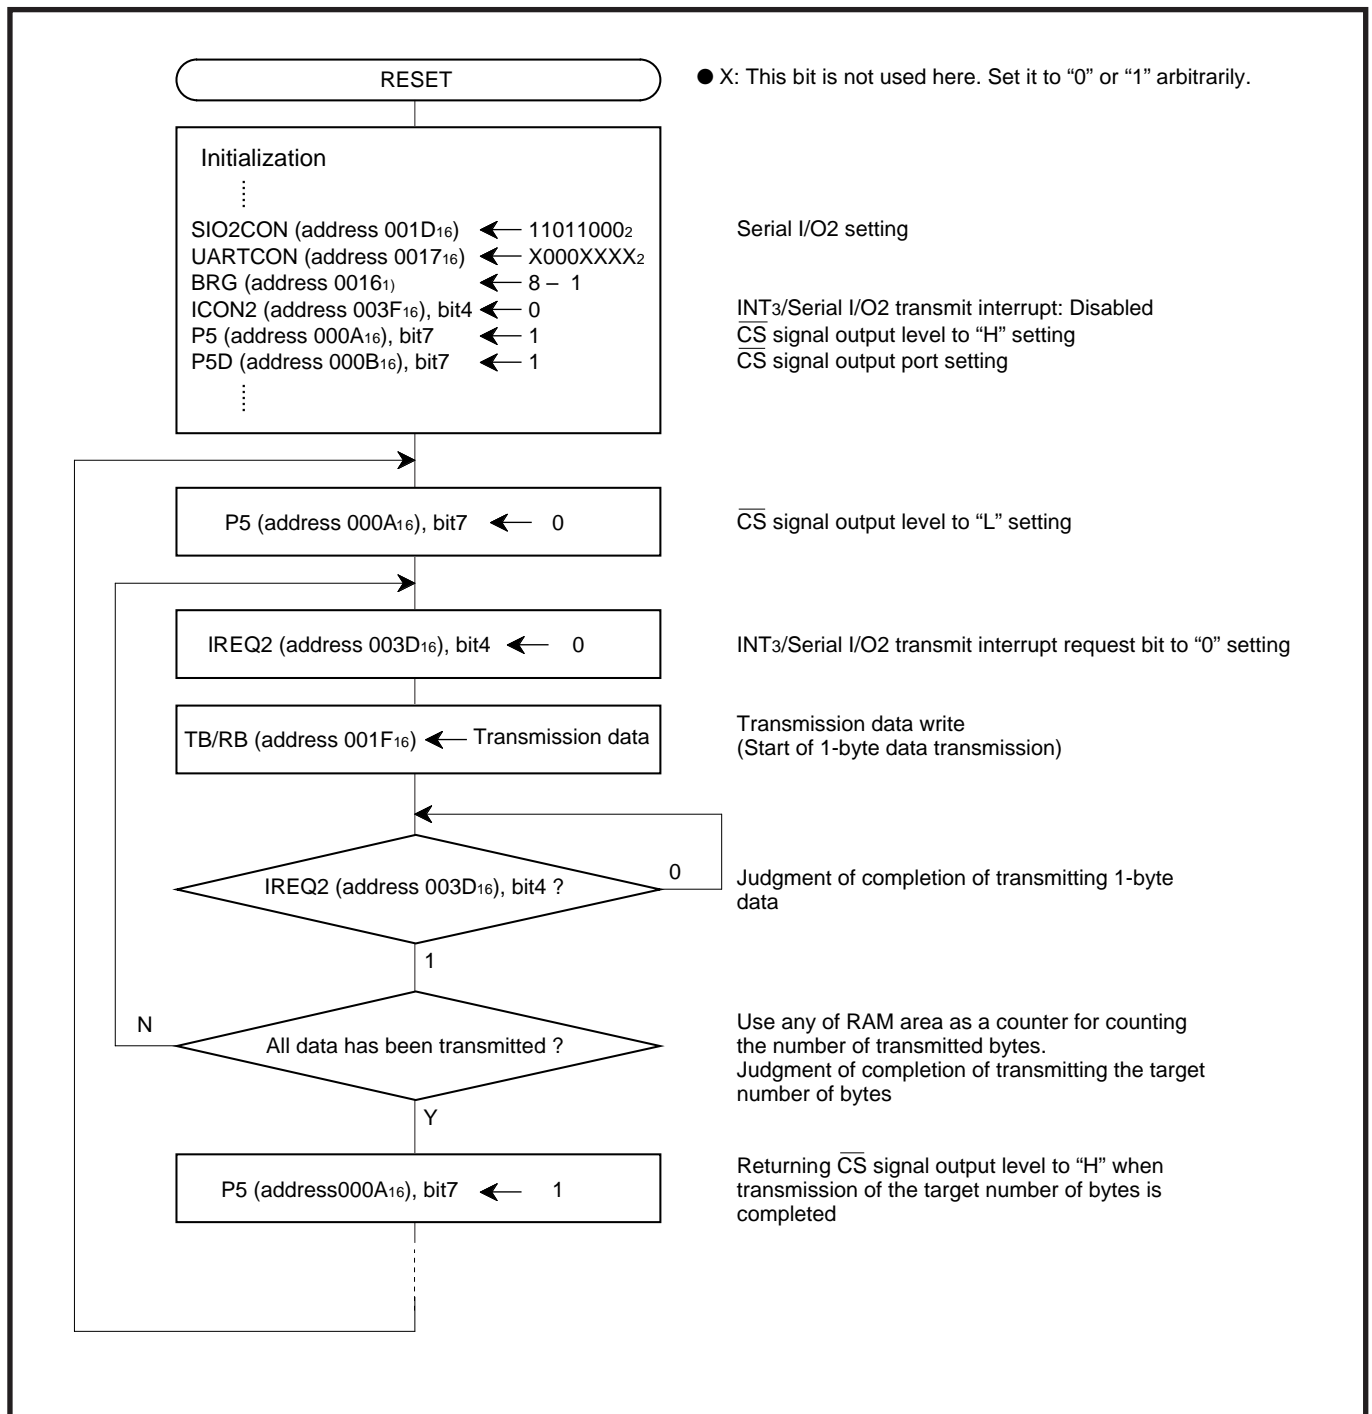 RESET
● X: This bit is not used here. Set it to “0” or “1” arbitrarily.
Initialization
SIO2CON (address 001D16) ← 110110002 Serial I/O2 setting
UARTCON (address 001716) ← X000XXXX2
BRG (address 00161) ← 8 – 1
ICON2 (address 003F16), bit4 ← 0 INT3/Serial I/O2 transmit interrupt: Disabled
P5 (address 000A16), bit7 ← 1 C̅S̅ signal output level to “H” setting
P5D (address 000B16), bit7 ← 1 C̅S̅ signal output port setting
P5 (address 000A16), bit7 ← 0 C̅S̅ signal output level to “L” setting
IREQ2 (address 003D16), bit4 ← 0 INT3/Serial I/O2 transmit interrupt request bit to “0” setting
TB/RB (address 001F16) ← Transmission data
Transmission data write
(Start of 1-byte data transmission)
IREQ2 (address 003D16), bit4 ?
0
Judgment of completion of transmitting 1-byte
data
1
N
All data has been transmitted ?
Use any of RAM area as a counter for counting
the number of transmitted bytes.
Judgment of completion of transmitting the target
number of bytes
Y
P5 (address000A16), bit7 ← 1
Returning C̅S̅ signal output level to “H” when
transmission of the target number of bytes is
completed